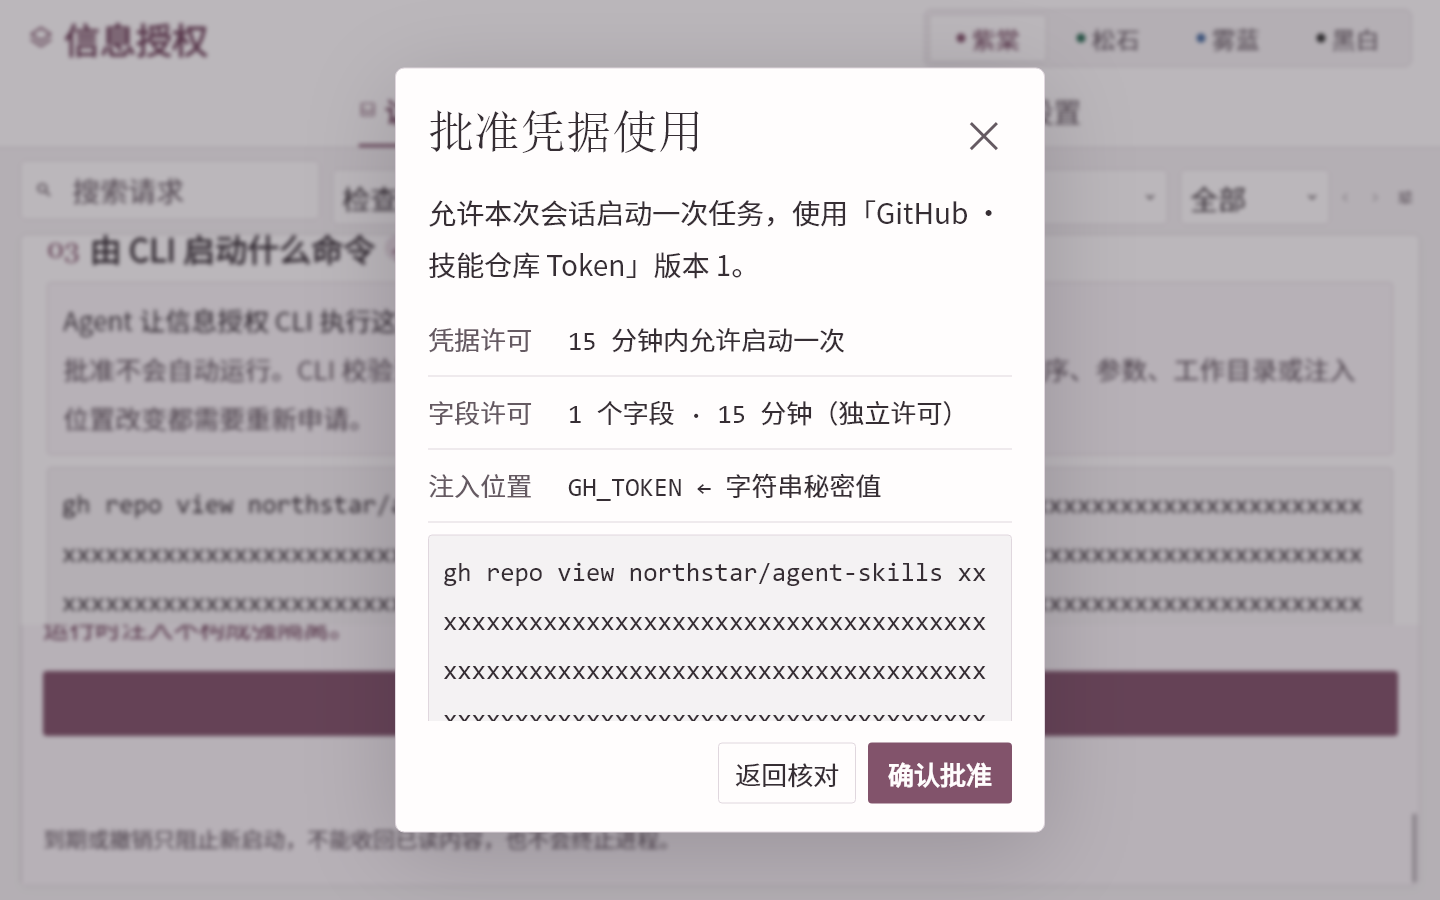 信息授权
紫棠
松石
雾蓝
黑白
置
搜索请求
检查
全部
03 由 CLI 启动什么命令
Agent 让信息授权 CLI 执行这
批准不会自动运行。CLI 校验
序、参数、工作目录或注入
位置改变都需要重新申请。
gh repo view northstar/a
批准凭据使用
允许本次会话启动一次任务，使用「GitHub ·
技能仓库 Token」版本 1。
凭据许可 15 分钟内允许启动一次
字段许可 1 个字段 · 15 分钟（独立许可）
注入位置 GH_TOKEN ← 字符串秘密值
gh repo view northstar/agent-skills xx
xxxxxxxxxxxxxxxxxxxxxxxxxxxxxxxxxxxxxx
xxxxxxxxxxxxxxxxxxxxxxxxxxxxxxxxxxxxxx
xxxxxxxxxxxxxxxxxxxxxxxxxxxxxxxxxxxxxx
返回核对
确认批准
到期或撤销只阻止新启动，不能收回已读内容，也不会终止进程。